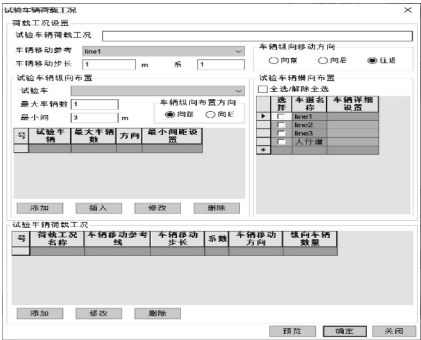 试验车辆荷载工况
荷载工况设置
试验车辆荷载工况
车辆移动参考 line1
车辆移动步长 1 m 系 1
车辆纵向移动方向
向前 向后 往返
试验车辆纵向布置
试验车
最大车辆数 1
最小间 3 m
车辆纵向布置方向
向前 向后
号 试验车辆 最大车辆数 方向 最小间距设置
添加 插入 修改 删除
试验车辆横向布置
全选/解除全选
选择 车道名称 车辆详细设置
line1
line2
line3
人行道
试验车辆荷载工况
号 荷载工况名称 车辆移动参考线 车辆移动步长 系数 车辆移动方向 纵向车辆数量
添加 修改 删除
预览 确定 关闭